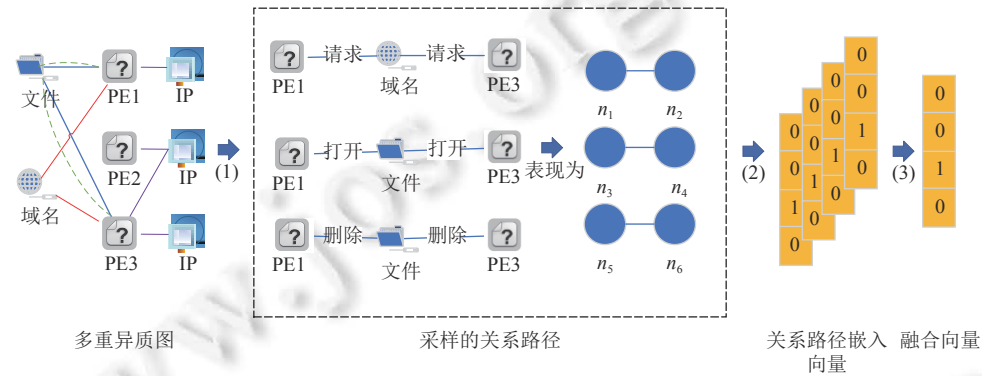 文件
PE1
IP
PE2
IP
域名
PE3
IP
(1)
PE1
请求
域名
请求
PE3
PE1
打开
文件
打开
PE3
PE1
删除
文件
删除
PE3
表现为
n1
n2
n3
n4
n5
n6
(2)
0
0
1
0
0
0
1
0
0
0
1
0
0
0
1
0
(3)
0
0
1
0
多重异质图
采样的关系路径
关系路径嵌入
向量
融合向量